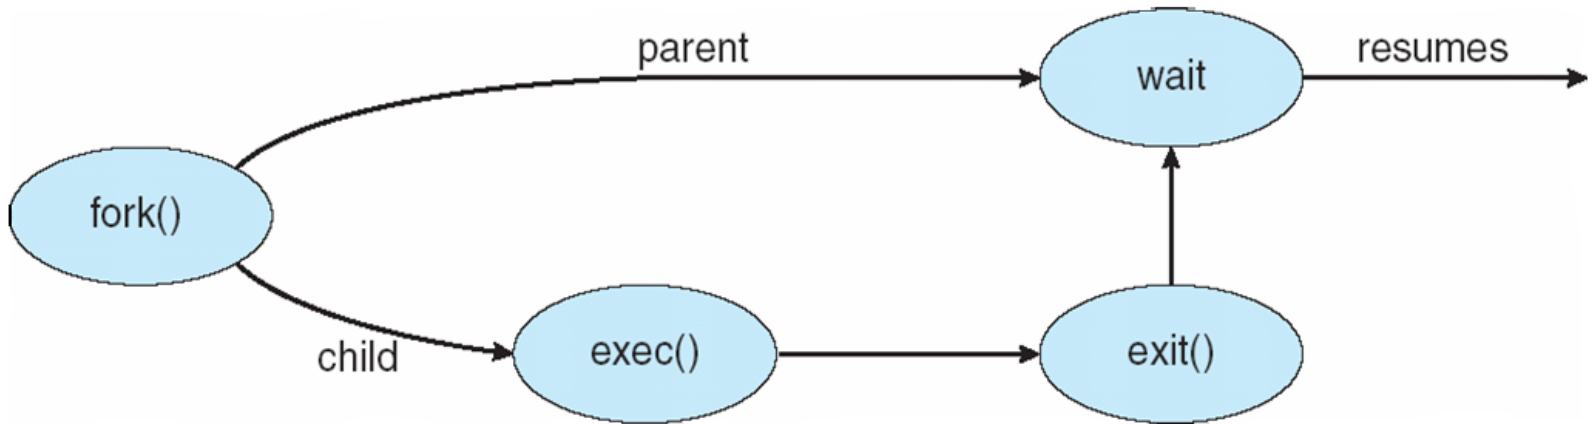 parent
wait
resumes
fork()
child
exec()
exit()